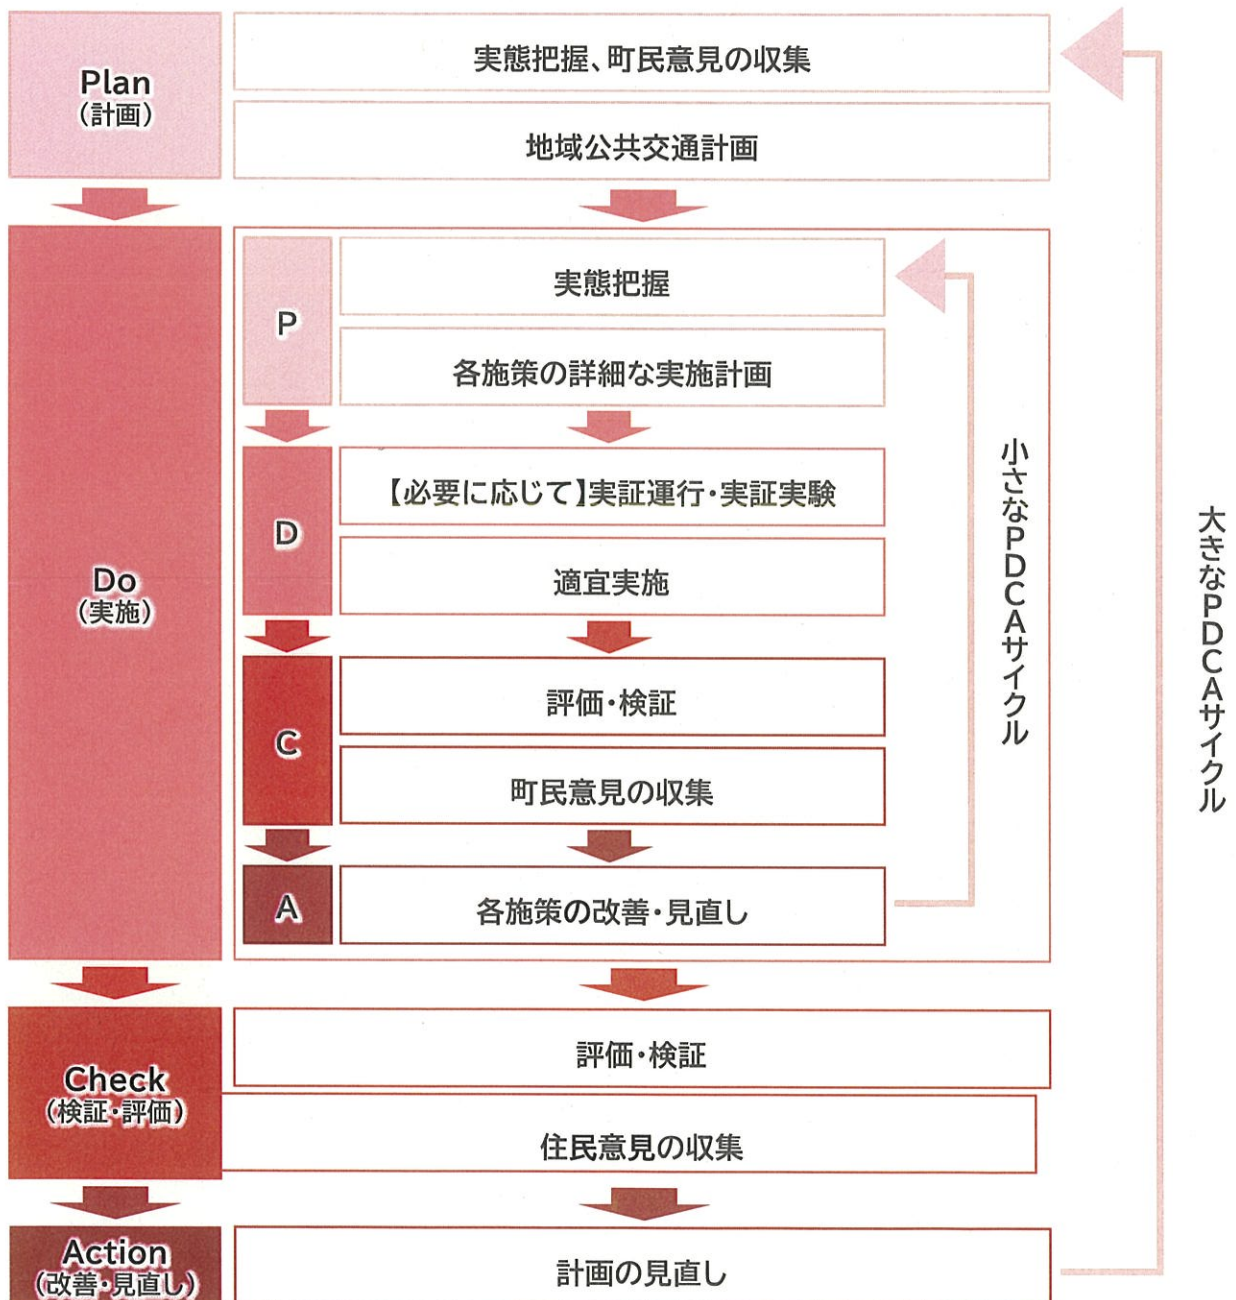 Plan
(計画)
実態把握、町民意見の収集
地域公共交通計画
Do
(実施)
P
実態把握
各施策の詳細な実施計画
D
【必要に応じて】実証運行・実証実験
適宜実施
C
評価・検証
町民意見の収集
A
各施策の改善・見直し
小さなPDCAサイクル
大きなPDCAサイクル
Check
(検証・評価)
評価・検証
住民意見の収集
Action
(改善・見直し)
計画の見直し